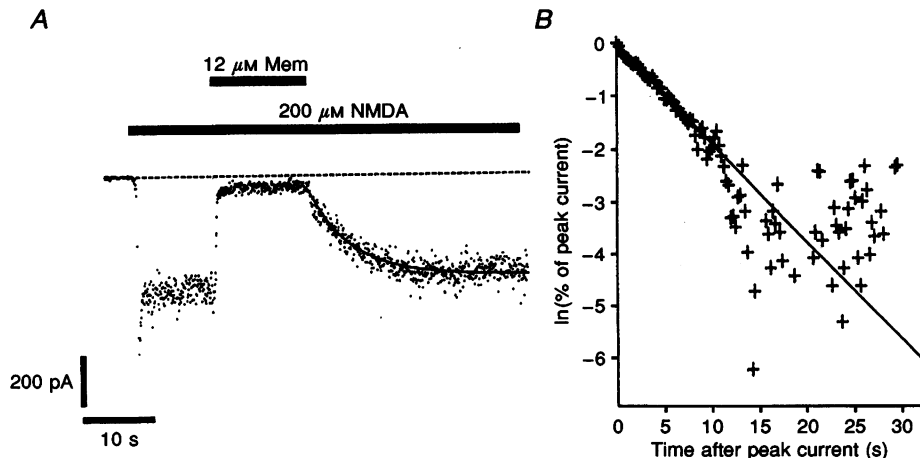 A
12 μM Mem
200 μM NMDA
200 pA
10 s
B
ln(% of peak current)
0
−1
−2
−3
−4
−5
−6
0 5 10 15 20 25 30
Time after peak current (s)